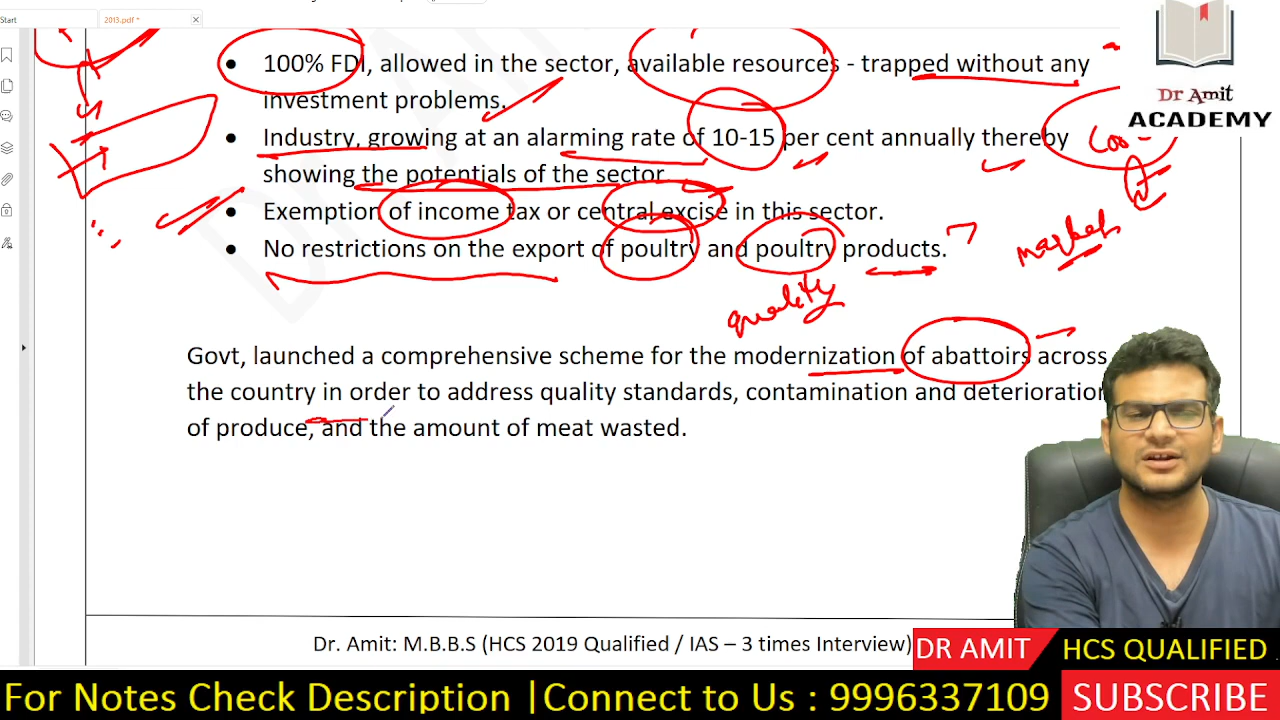 Start
2013.pdf *
Dr Amit
ACADEMY
• 100% FDI, allowed in the sector, available resources - trapped without any
investment problems.
• Industry, growing at an alarming rate of 10-15 per cent annually thereby
showing the potentials of the sector.
• Exemption of income tax or central excise in this sector.
• No restrictions on the export of poultry and poultry products.
market
quality
Govt, launched a comprehensive scheme for the modernization of abattoirs across
the country in order to address quality standards, contamination and deterioration
of produce, and the amount of meat wasted.
Dr. Amit: M.B.B.S (HCS 2019 Qualified / IAS – 3 times Interview)
DR AMIT
HCS QUALIFIED
For Notes Check Description | Connect to Us : 9996337109
SUBSCRIBE